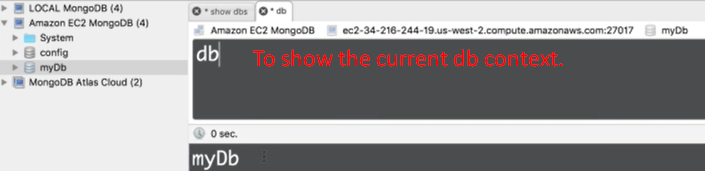 LOCAL MongoDB (4)
Amazon EC2 MongoDB (4)
System
config
myDb
MongoDB Atlas Cloud (2)
* show dbs
* db
Amazon EC2 MongoDB
ec2-34-216-244-19.us-west-2.compute.amazonaws.com:27017
myDb
db
To show the current db context.
0 sec.
myDb